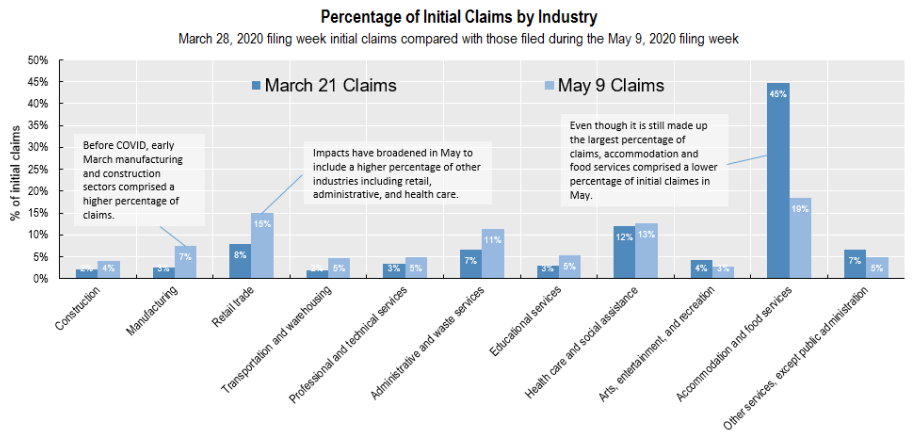 Percentage of Initial Claims by Industry
March 28, 2020 filing week initial claims compared with those filed during the May 9, 2020 filing week
50%
45%
40%
35%
30%
25%
20%
15%
10%
5%
0%
% of initial claims
March 21 Claims
May 9 Claims
Before COVID, early
March manufacturing
and construction
sectors comprised a
higher percentage of
claims.
Impacts have broadened in May to
include a higher percentage of other
industries including retail,
administrative, and health care.
Even though it is still made up
the largest percentage of
claims, accommodation and
food services comprised a lower
percentage of initial claimes in
May.
2%
4%
3%
7%
8%
15%
2%
5%
3%
5%
7%
11%
3%
5%
12%
13%
4%
3%
45%
19%
7%
5%
Construction
Manufacturing
Retail trade
Transportation and warehousing
Professional and technical services
Administrative and waste services
Educational services
Health care and social assistance
Arts, entertainment, and recreation
Accommodation and food services
Other services, except public administration